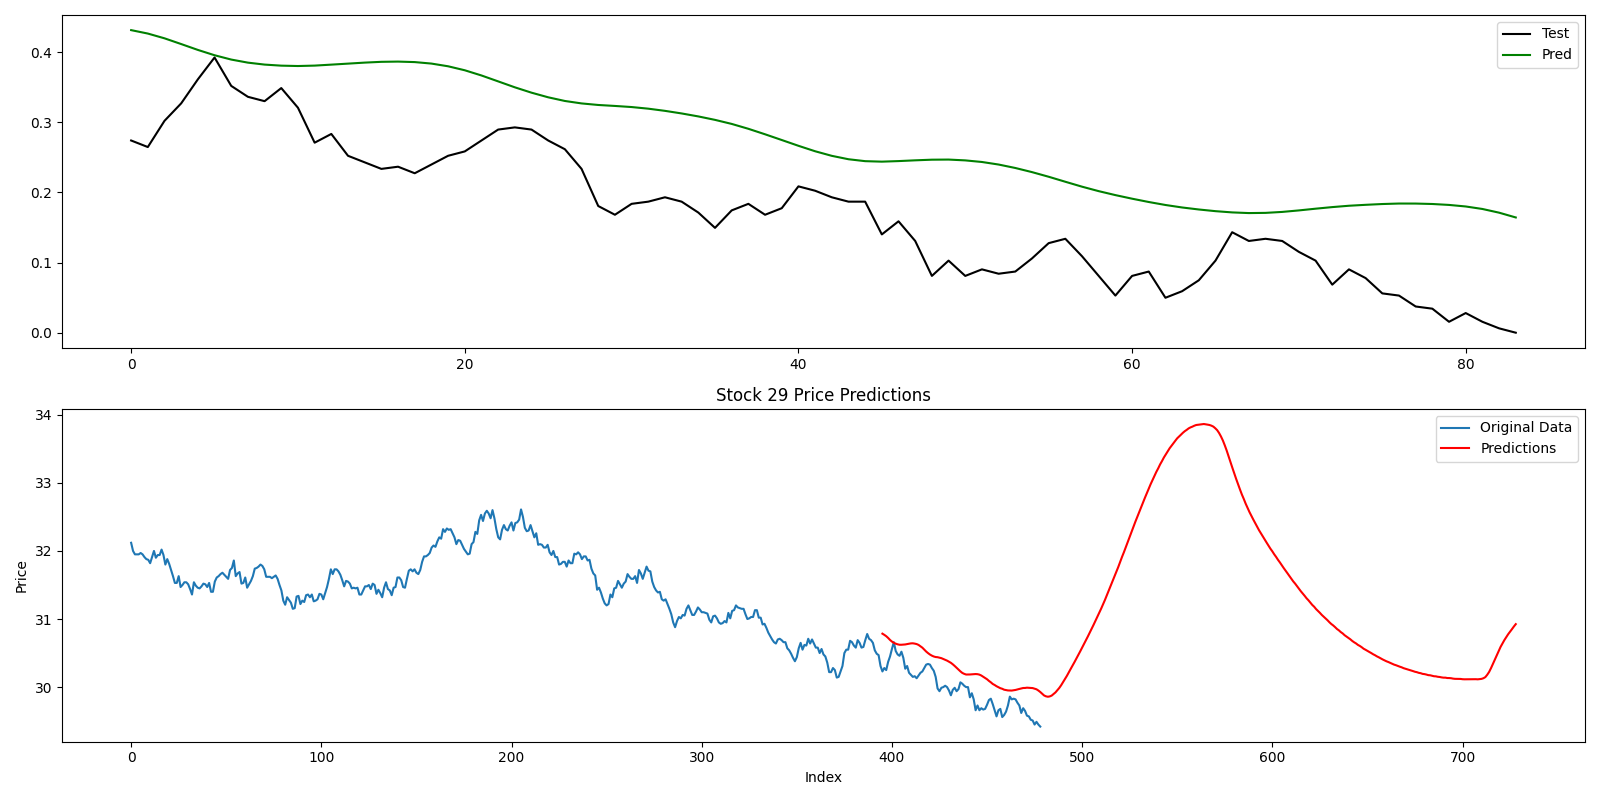 0.4
0.3
0.2
0.1
0.0
0 20 40 60 80
Test
Pred
Stock 29 Price Predictions
34
33
32
31
30
Price
0 100 200 300 400 500 600 700
Index
Original Data
Predictions